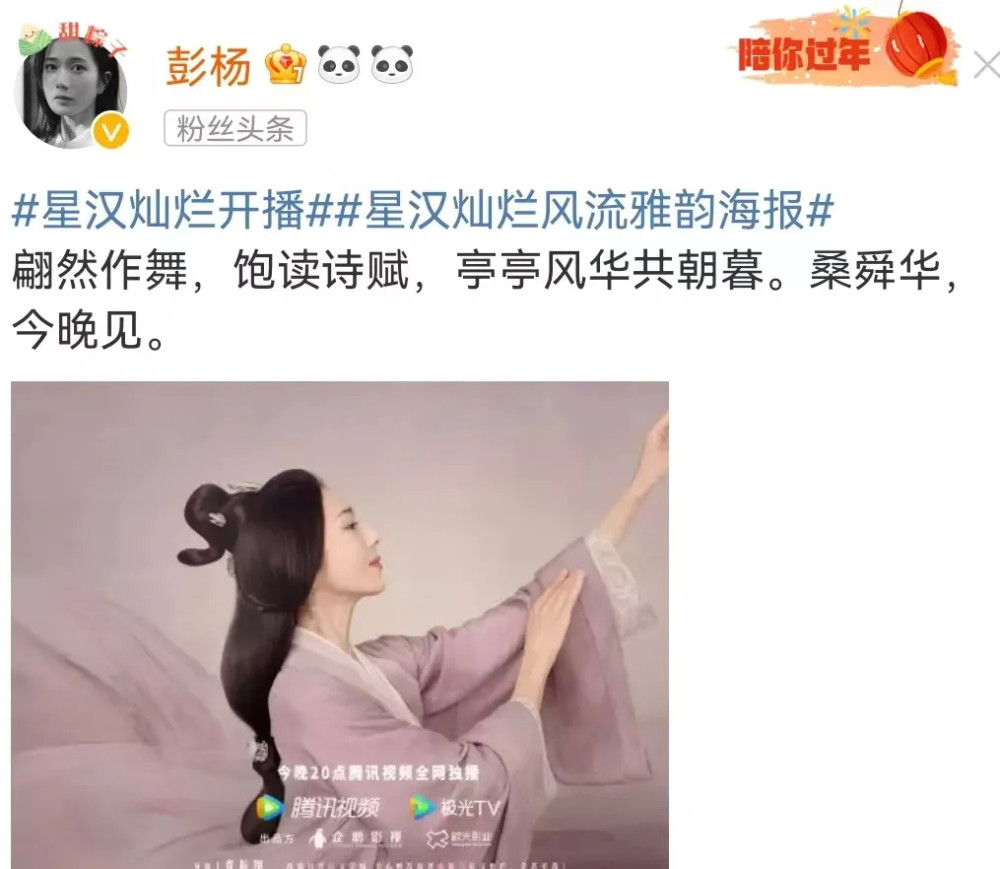 甜粽子
彭杨
陪你过年
粉丝头条
#星汉灿烂开播##星汉灿烂风流雅韵海报#
翩然作舞，饱读诗赋，亭亭风华共朝暮。桑舜华，
今晚见。
今晚20点腾讯视频全网独播
腾讯视频 极光TV
出品方 企鹅影视